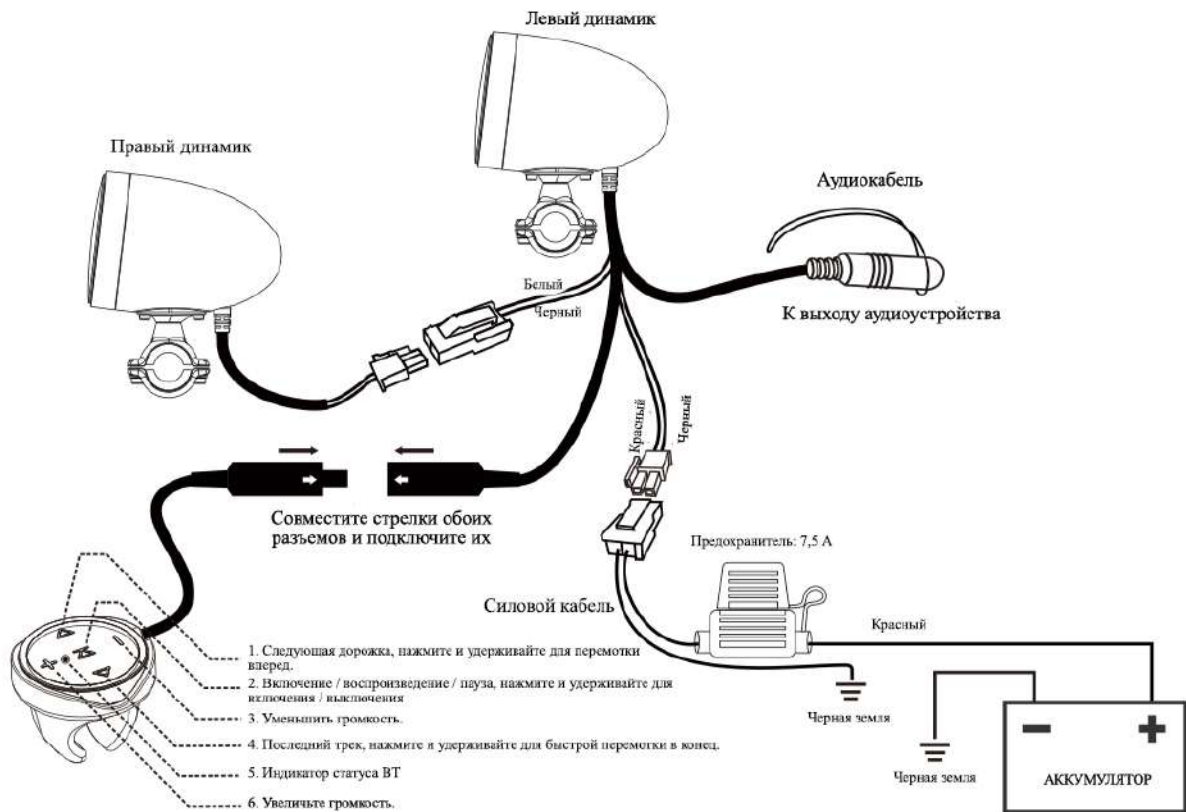 Левый динамик
Правый динамик
Аудиокабель
Белый
Черный
К выходу аудиоустройства
Красный
Черный
Совместите стрелки обоих
разъемов и подключите их
Предохранитель: 7,5 А
Силовой кабель
Красный
1. Следующая дорожка, нажмите и удерживайте для перемотки
вперед.
2. Включение / воспроизведение / пауза, нажмите и удерживайте для
включения / выключения
3. Уменьшить громкость.
4. Последний трек, нажмите и удерживайте для быстрой перемотки в конец.
5. Индикатор статуса ВТ
6. Увеличьте громкость.
Черная земля
Черная земля
АККУМУЛЯТОР